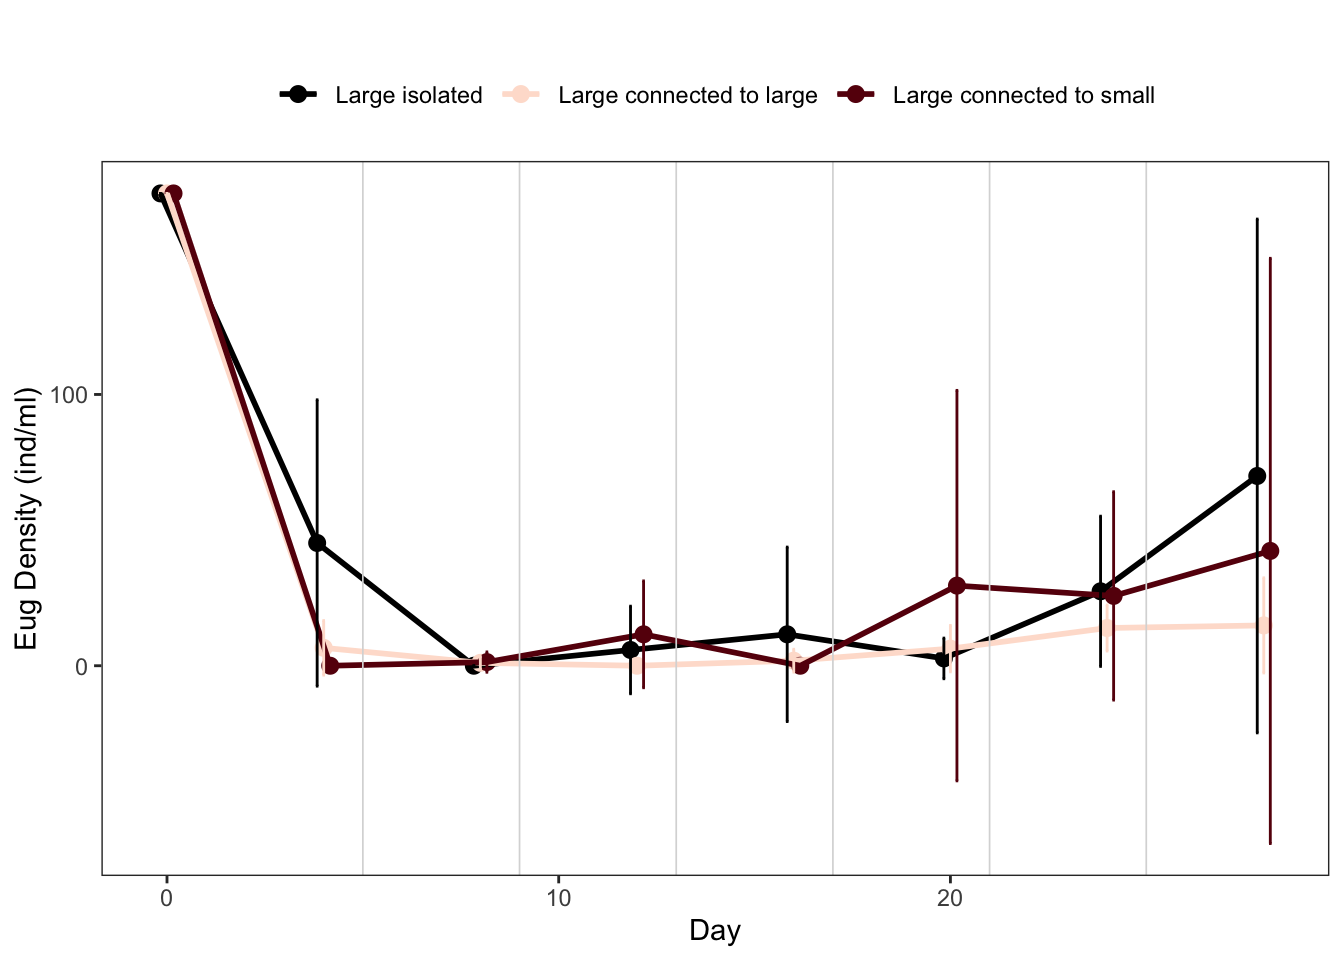 Large isolated Large connected to large Large connected to small
Eug Density (ind/ml)
100
0
0 10 20
Day